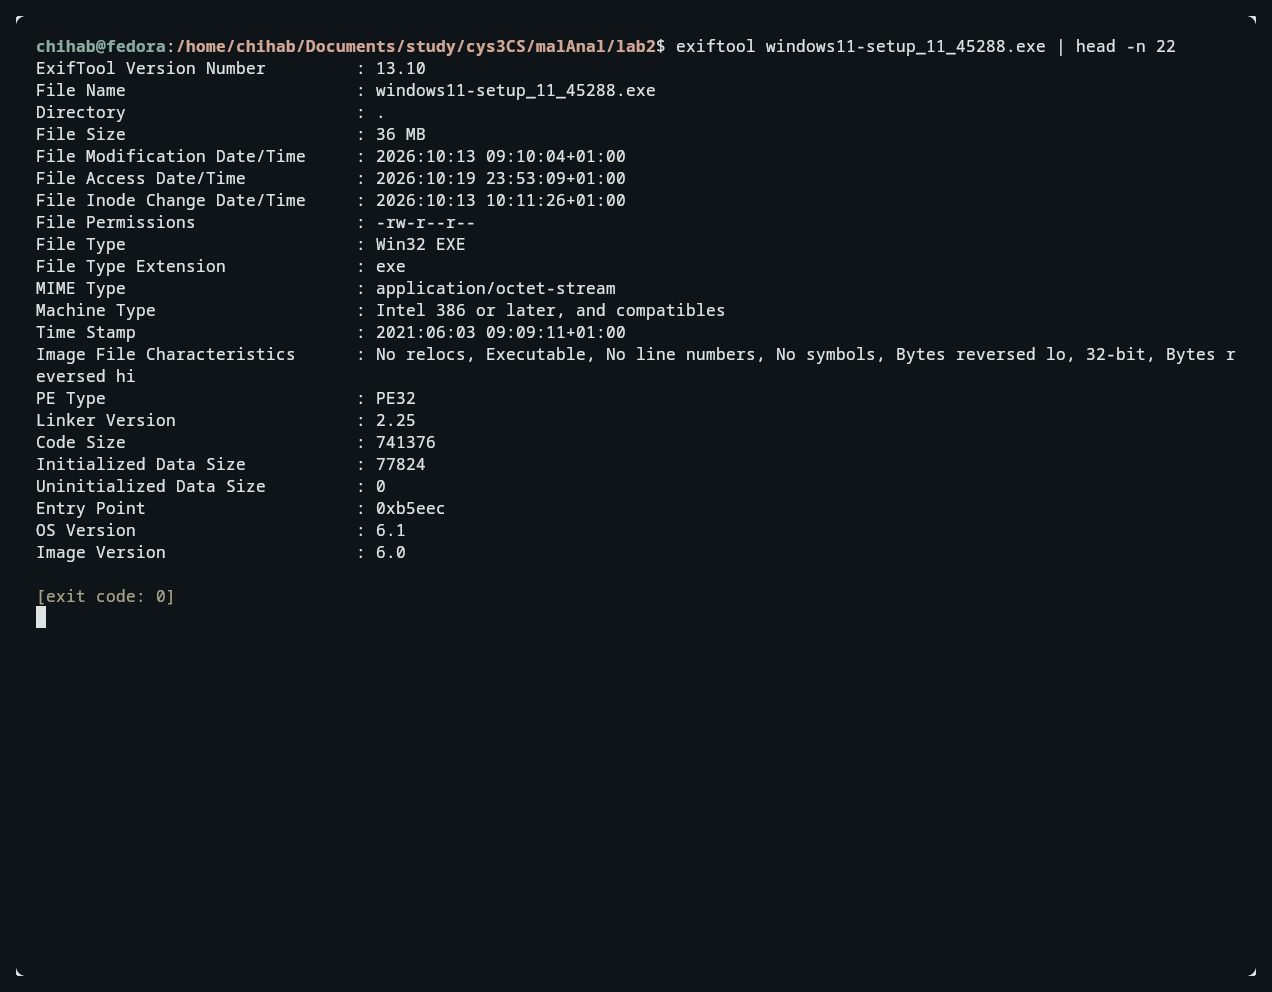 chihab@fedora:/home/chihab/Documents/study/cys3CS/malAnal/lab2$ exiftool windows11-setup_11_45288.exe | head -n 22
ExifTool Version Number         : 13.10
File Name                       : windows11-setup_11_45288.exe
Directory                       : .
File Size                       : 36 MB
File Modification Date/Time     : 2026:10:13 09:10:04+01:00
File Access Date/Time           : 2026:10:19 23:53:09+01:00
File Inode Change Date/Time     : 2026:10:13 10:11:26+01:00
File Permissions                : -rw-r--r--
File Type                       : Win32 EXE
File Type Extension             : exe
MIME Type                       : application/octet-stream
Machine Type                    : Intel 386 or later, and compatibles
Time Stamp                      : 2021:06:03 09:09:11+01:00
Image File Characteristics      : No relocs, Executable, No line numbers, No symbols, Bytes reversed lo, 32-bit, Bytes r
eversed hi
PE Type                         : PE32
Linker Version                  : 2.25
Code Size                       : 741376
Initialized Data Size           : 77824
Uninitialized Data Size         : 0
Entry Point                     : 0xb5eec
OS Version                      : 6.1
Image Version                   : 6.0
[exit code: 0]